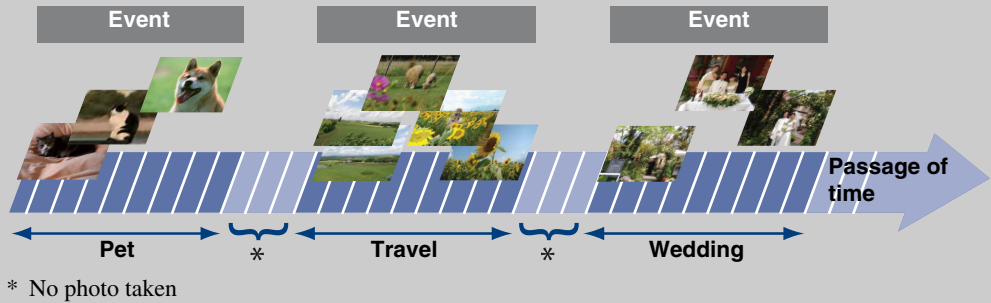 Event
Event
Event
Passage of
time
Pet
*
Travel
*
Wedding
* No photo taken